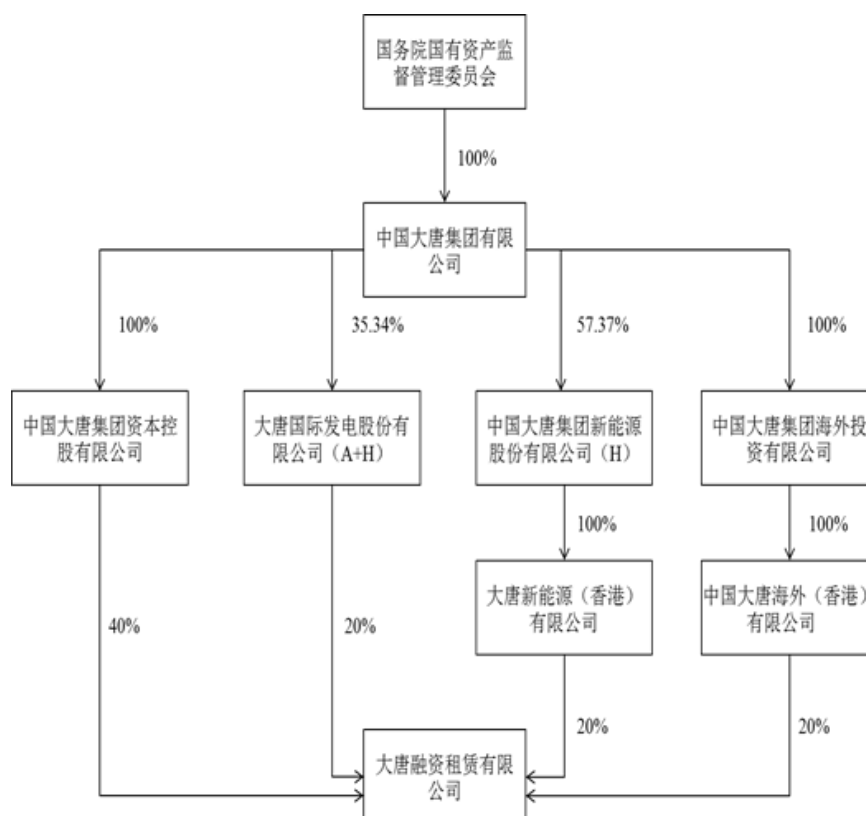 国务院国有资产监
督管理委员会
100%
中国大唐集团有限
公司
100%
35.34%
57.37%
100%
中国大唐集团资本控
股有限公司
大唐国际发电股份有
限公司（A+H）
中国大唐集团新能源
股份有限公司（H）
中国大唐集团海外投
资有限公司
100%
100%
大唐新能源（香港）
有限公司
中国大唐海外（香港）
有限公司
40%
20%
20%
20%
大唐融资租赁有限
公司